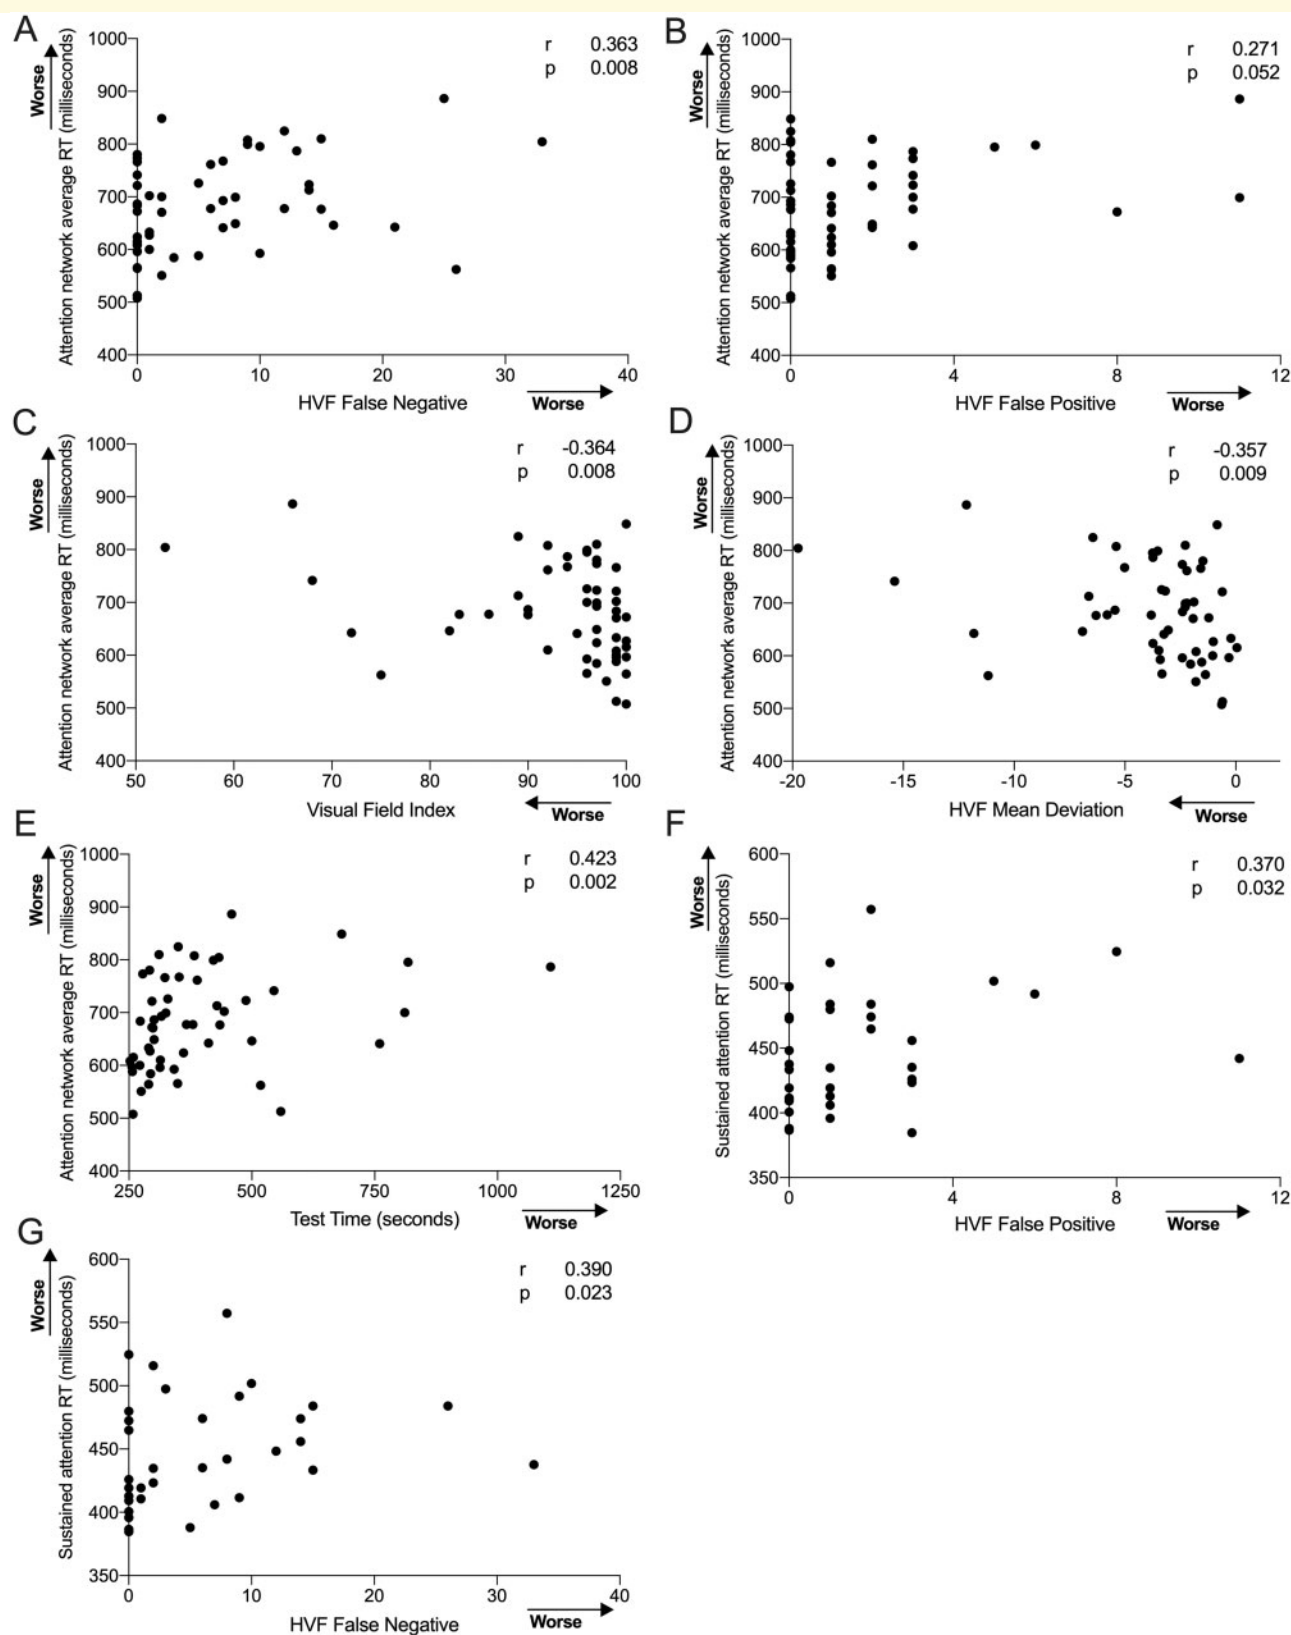 A
Worse
Attention network average RT (milliseconds)
1000
900
800
700
600
500
400
r 0.363
p 0.008
0 10 20 30 40
HVF False Negative
Worse
B
Worse
Attention network average RT (milliseconds)
1000
900
800
700
600
500
400
r 0.271
p 0.052
0 4 8 12
HVF False Positive
Worse
C
Worse
Attention network average RT (milliseconds)
1000
900
800
700
600
500
400
r -0.364
p 0.008
50 60 70 80 90 100
Visual Field Index
Worse
D
Worse
Attention network average RT (milliseconds)
1000
900
800
700
600
500
400
r -0.357
p 0.009
-20 -15 -10 -5 0
HVF Mean Deviation
Worse
E
Worse
Attention network average RT (milliseconds)
1000
900
800
700
600
500
400
r 0.423
p 0.002
250 500 750 1000 1250
Test Time (seconds)
Worse
F
Worse
Sustained attention RT (milliseconds)
600
550
500
450
400
350
r 0.370
p 0.032
0 4 8 12
HVF False Positive
Worse
G
Worse
Sustained attention RT (milliseconds)
600
550
500
450
400
350
r 0.390
p 0.023
0 10 20 30 40
HVF False Negative
Worse